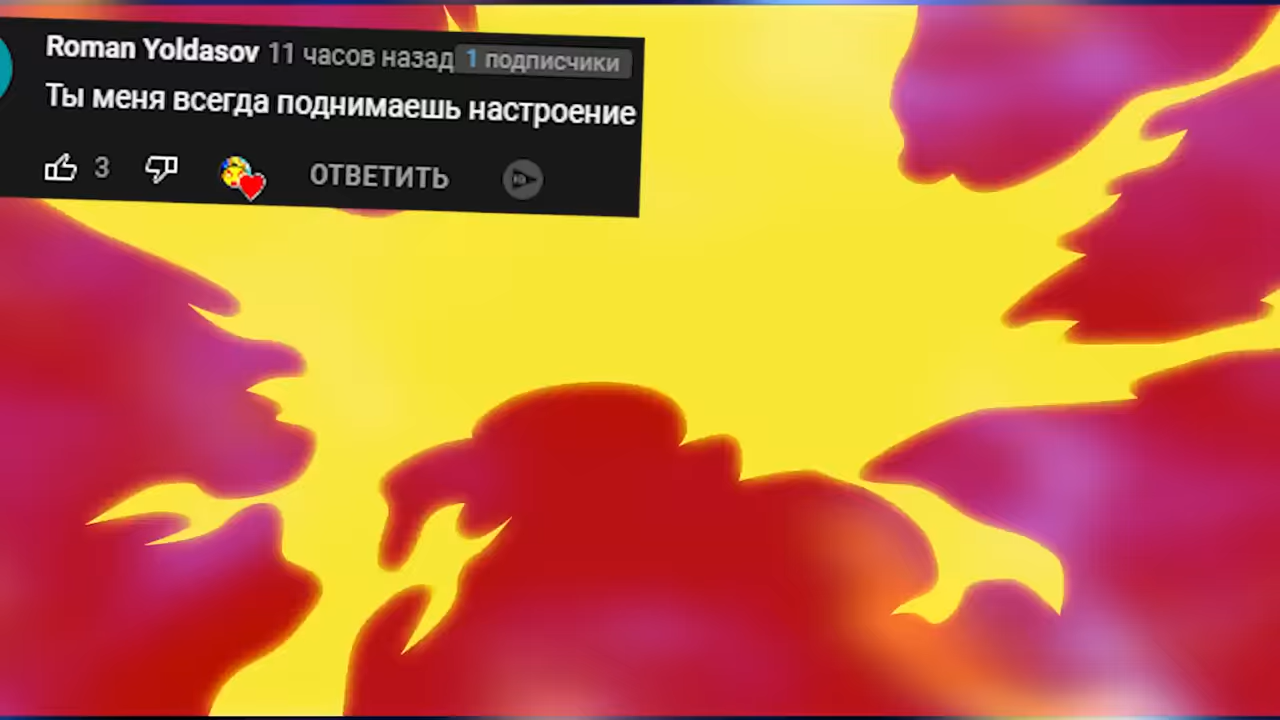 Roman Yoldasov 11 часов назад 1 подписчики
Ты меня всегда поднимаешь настроение
3 ОТВЕТИТЬ